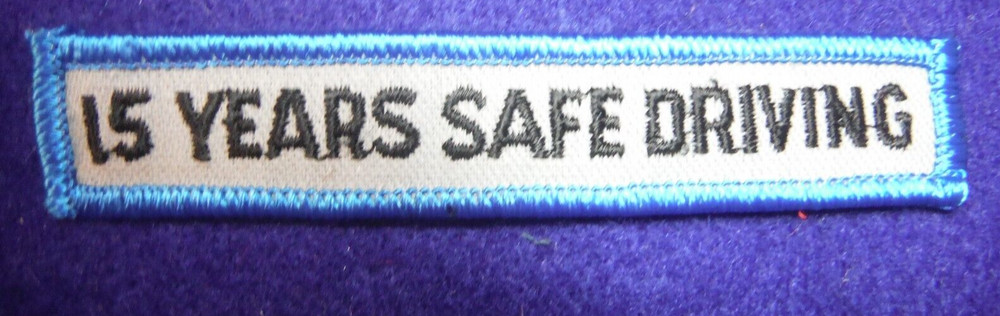 15 YEARS SAFE DRIVING